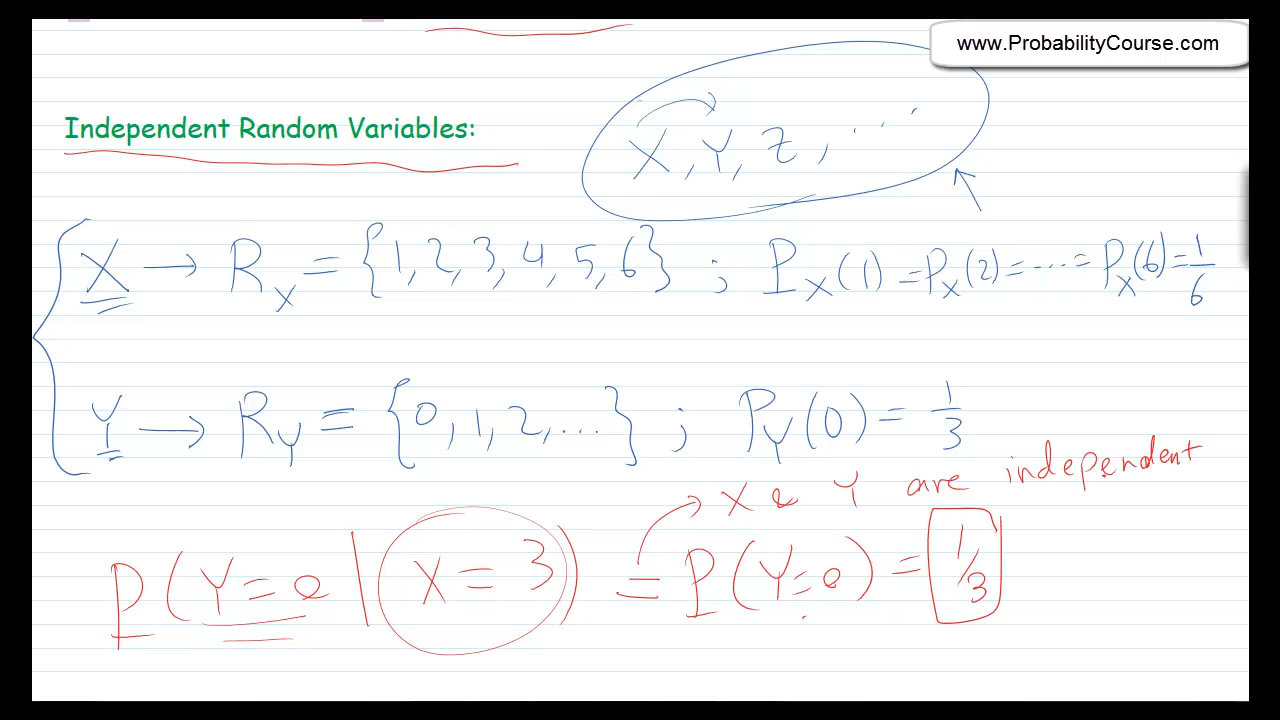 www.ProbabilityCourse.com
Independent Random Variables:
X, Y, Z, ...
X → R_X = {1, 2, 3, 4, 5, 6} ; P_X(1) = P_X(2) = ... = P_X(6) = 1/6
Y → R_Y = {0, 1, 2, ...} ; P_Y(0) = 1/3
X & Y are independent
P(Y=0 | X=3) = P(Y=0) = 1/3